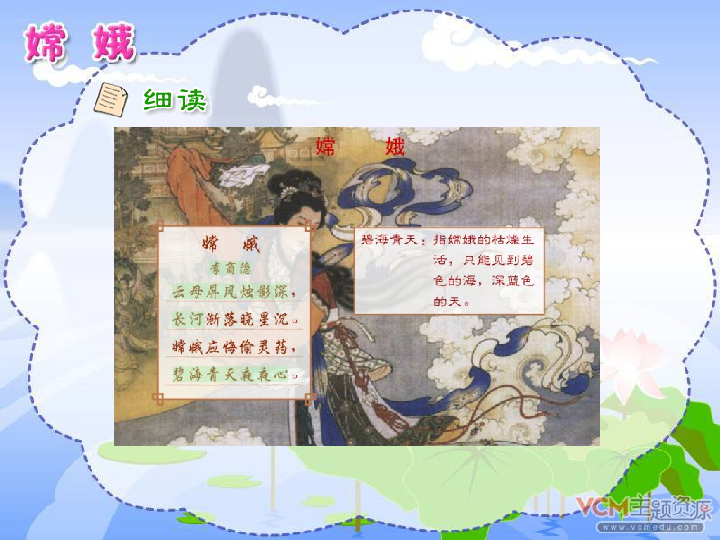 嫦 娥
细读
嫦 娥
嫦 娥
李商隐
云母屏风烛影深，
长河渐落晓星沉。
嫦娥应悔偷灵药，
碧海青天夜夜心。
碧海青天：指嫦娥的枯燥生
活，只能见到碧
色的海，深蓝色
的天。
VCM主题资源
www.vcmedu.com